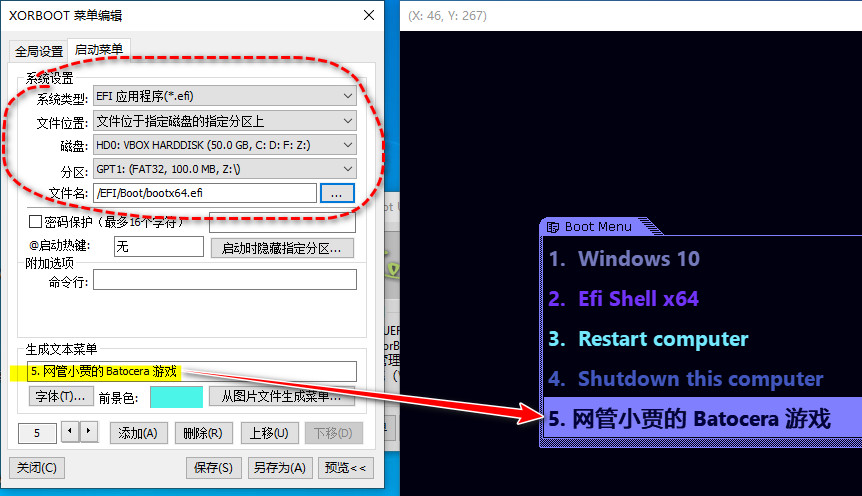 XORBOOT 菜单编辑
全局设置 启动菜单
系统设置
系统类型: EFI 应用程序(*.efi)
文件位置: 文件位于指定磁盘的指定分区上
磁盘: HD0: VBOX HARDDISK (50.0 GB, C: D: F: Z:)
分区: GPT1: (FAT32, 100.0 MB, Z:\)
文件名: /EFI/Boot/bootx64.efi ...
密码保护（最多16个字符）
@启动热键: 无 启动时隐藏指定分区...
附加选项
命令行:
生成文本菜单
5. 网管小贾的 Batocera 游戏
字体(T)... 前景色: 从图片文件生成菜单...
5 添加(A) 删除(R) 上移(U) 下移(D)
关闭(C) 保存(S) 另存为(A) 预览<<
(X: 46, Y: 267)
Boot Menu
1. Windows 10
2. Efi Shell x64
3. Restart computer
4. Shutdown this computer
5. 网管小贾的 Batocera 游戏